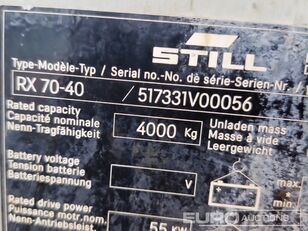 STILL
Type-Modèle-Typ / Serial no.-No. de série-Serien-Nr.
RX 70-40 / 517331V00056
Rated capacity
Capacité nominale
Nenn-Tragfähigkeit
4000 Kg
Unladen mass
Masse à vide
Leergewicht
Battery voltage
Tension batterie
Batteriespannung
V
max.
Rated drive power
Puissance motr.nom.
Nenn-Antriebsleist.
55 kW
EURO